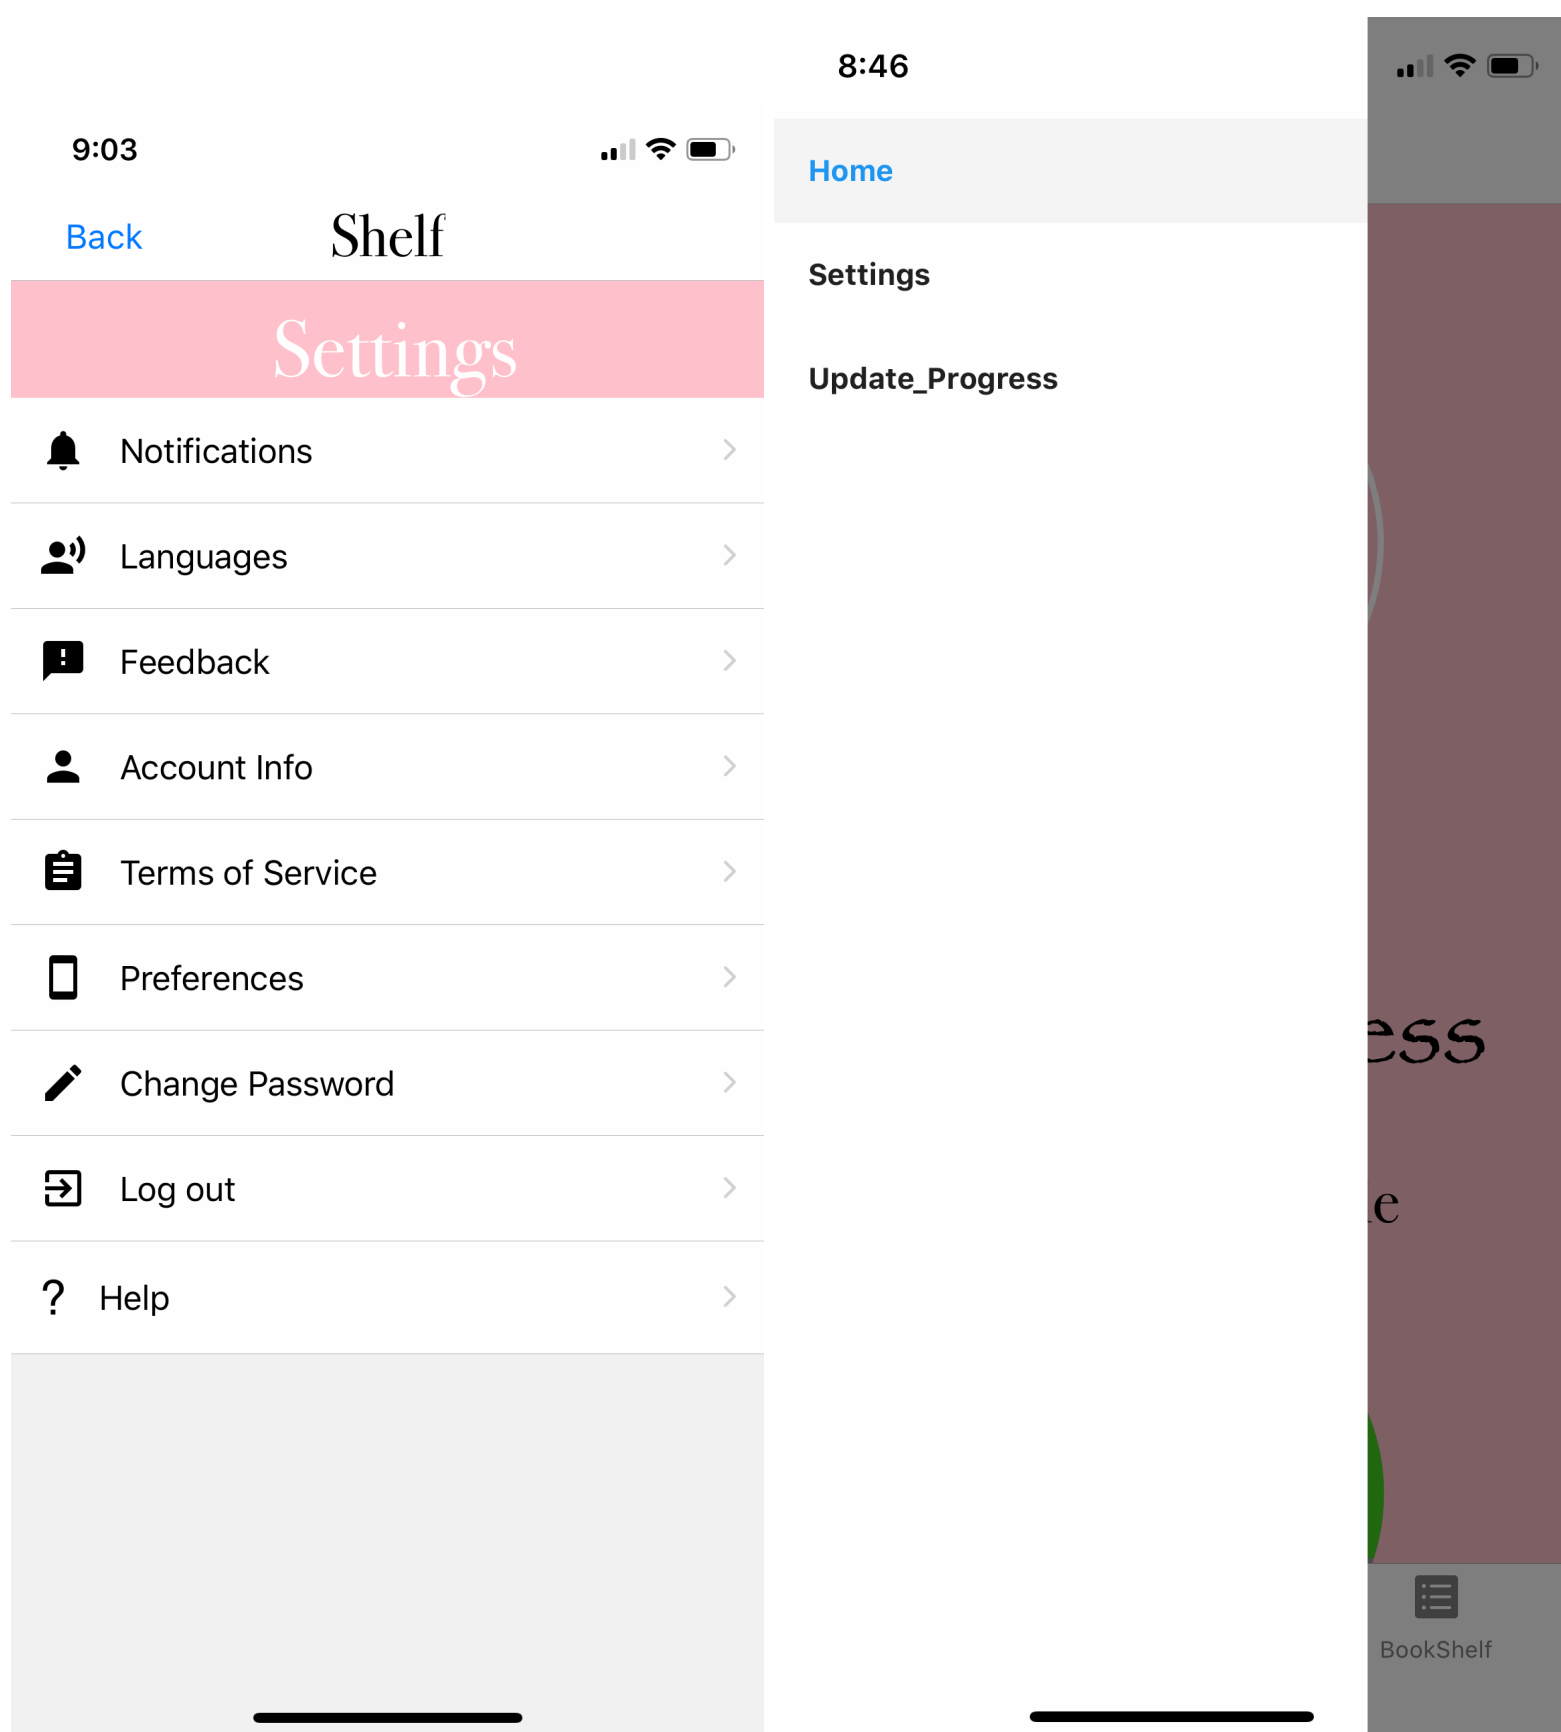 9:03
Back
Shelf
Settings
Notifications
Languages
Feedback
Account Info
Terms of Service
Preferences
Change Password
Log out
? Help
8:46
Home
Settings
Update_Progress
ess
e
BookShelf